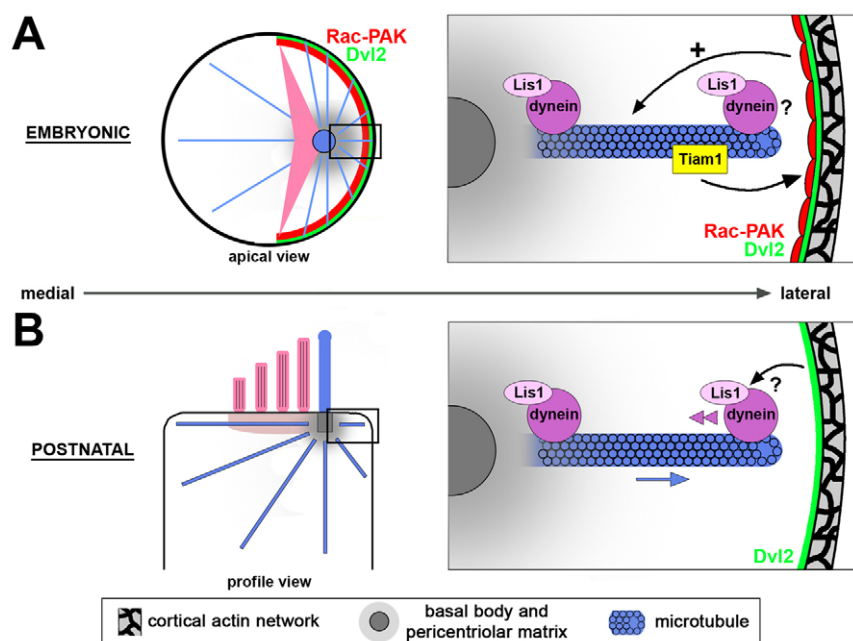 A
Rac-PAK
Dvl2
EMBRYONIC
apical view
+
Lis1
dynein
Lis1
dynein
?
Tiam1
Rac-PAK
Dvl2
medial
lateral
B
POSTNATAL
profile view
Lis1
dynein
Lis1
dynein
?
Dvl2
cortical actin network
basal body and
pericentriolar matrix
microtubule